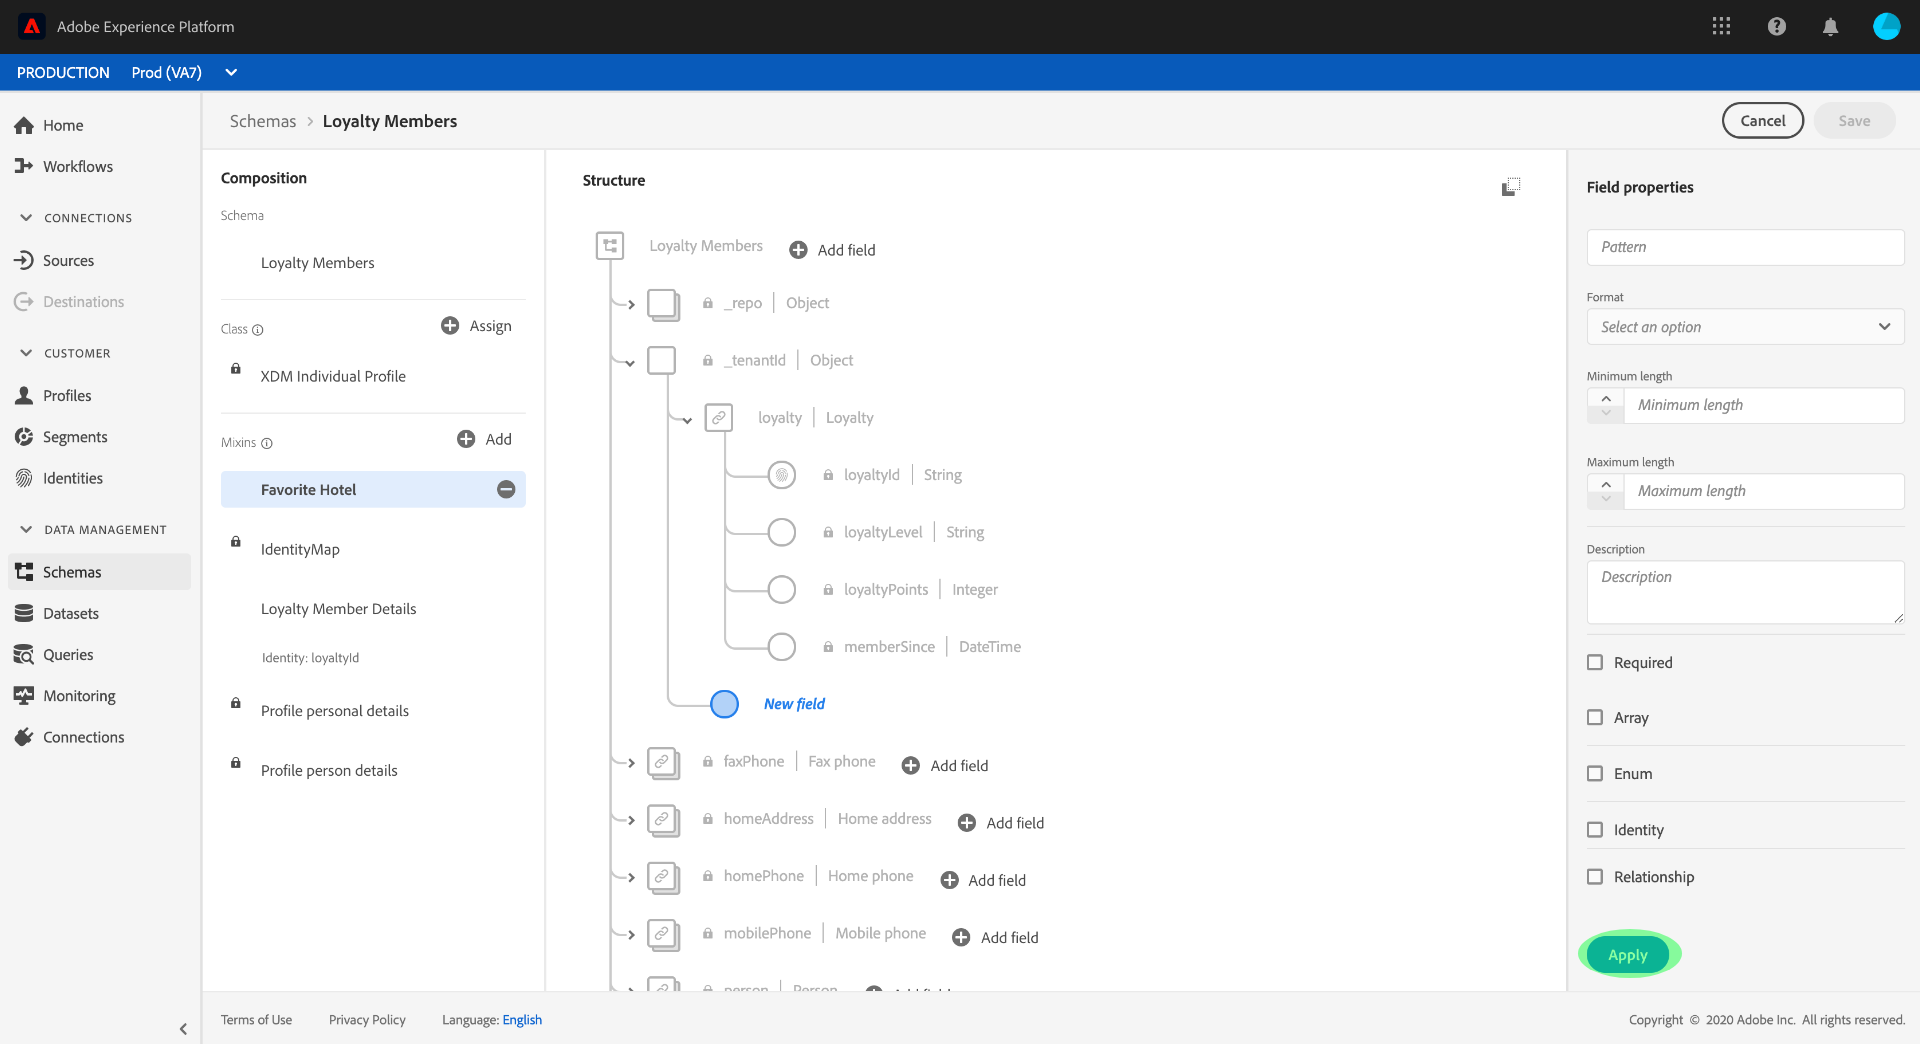 Adobe Experience Platform
PRODUCTION Prod (VA7)
Home
Workflows
CONNECTIONS
Sources
Destinations
CUSTOMER
Profiles
Segments
Identities
DATA MANAGEMENT
Schemas
Datasets
Queries
Monitoring
Connections
Schemas > Loyalty Members
Cancel
Save
Composition
Schema
Loyalty Members
Class
Assign
XDM Individual Profile
Mixins
Add
Favorite Hotel
IdentityMap
Loyalty Member Details
Identity: loyaltyId
Profile personal details
Profile person details
Structure
Loyalty Members Add field
_repo | Object
_tenantId | Object
loyalty | Loyalty
loyaltyId | String
loyaltyLevel | String
loyaltyPoints | Integer
memberSince | DateTime
New field
faxPhone | Fax phone Add field
homeAddress | Home address Add field
homePhone | Home phone Add field
mobilePhone | Mobile phone Add field
person | Person Add field
Field properties
Pattern
Format
Select an option
Minimum length
Minimum length
Maximum length
Maximum length
Description
Description
Required
Array
Enum
Identity
Relationship
Apply
Terms of Use Privacy Policy Language: English
Copyright © 2020 Adobe Inc. All rights reserved.